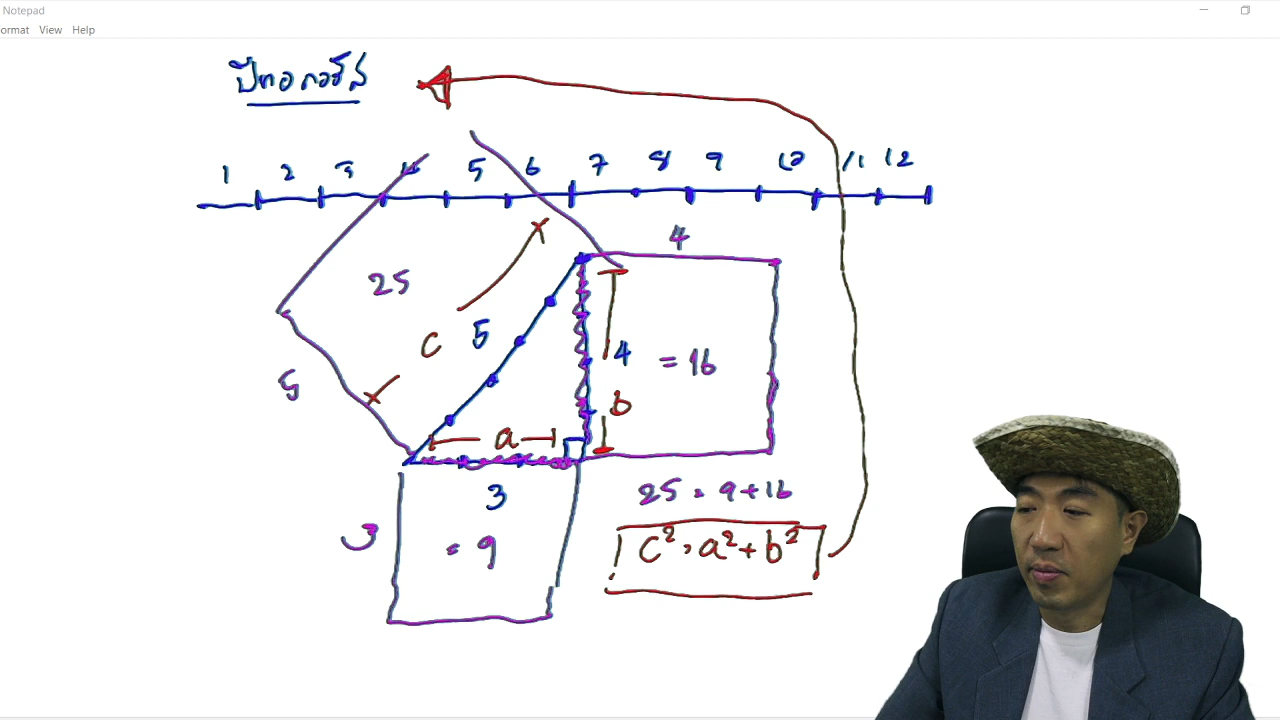 Notepad
ormat View Help
ปีทอกอรัส
1 2 3 4 5 6 7 8 9 10 11 12
4
25
c 5
4 = 16
5
b
a
3
25 = 9 + 16
3
= 9
c² = a² + b²